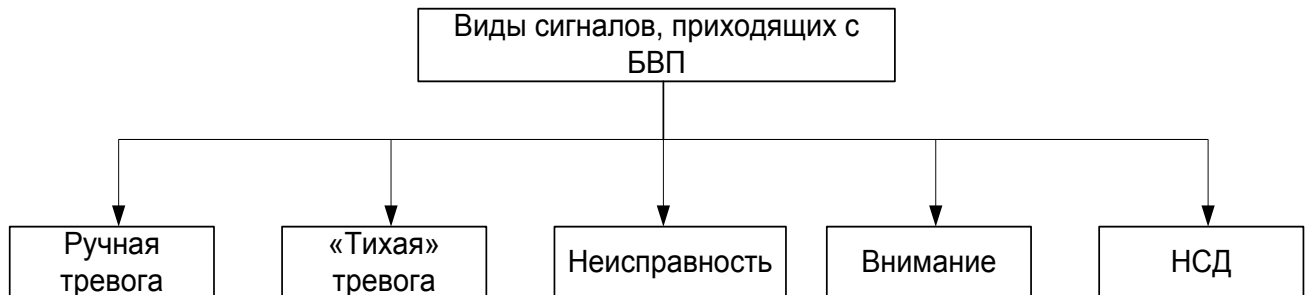 Виды сигналов, приходящих с
БВП
Ручная
тревога
«Тихая»
тревога
Неисправность
Внимание
НСД